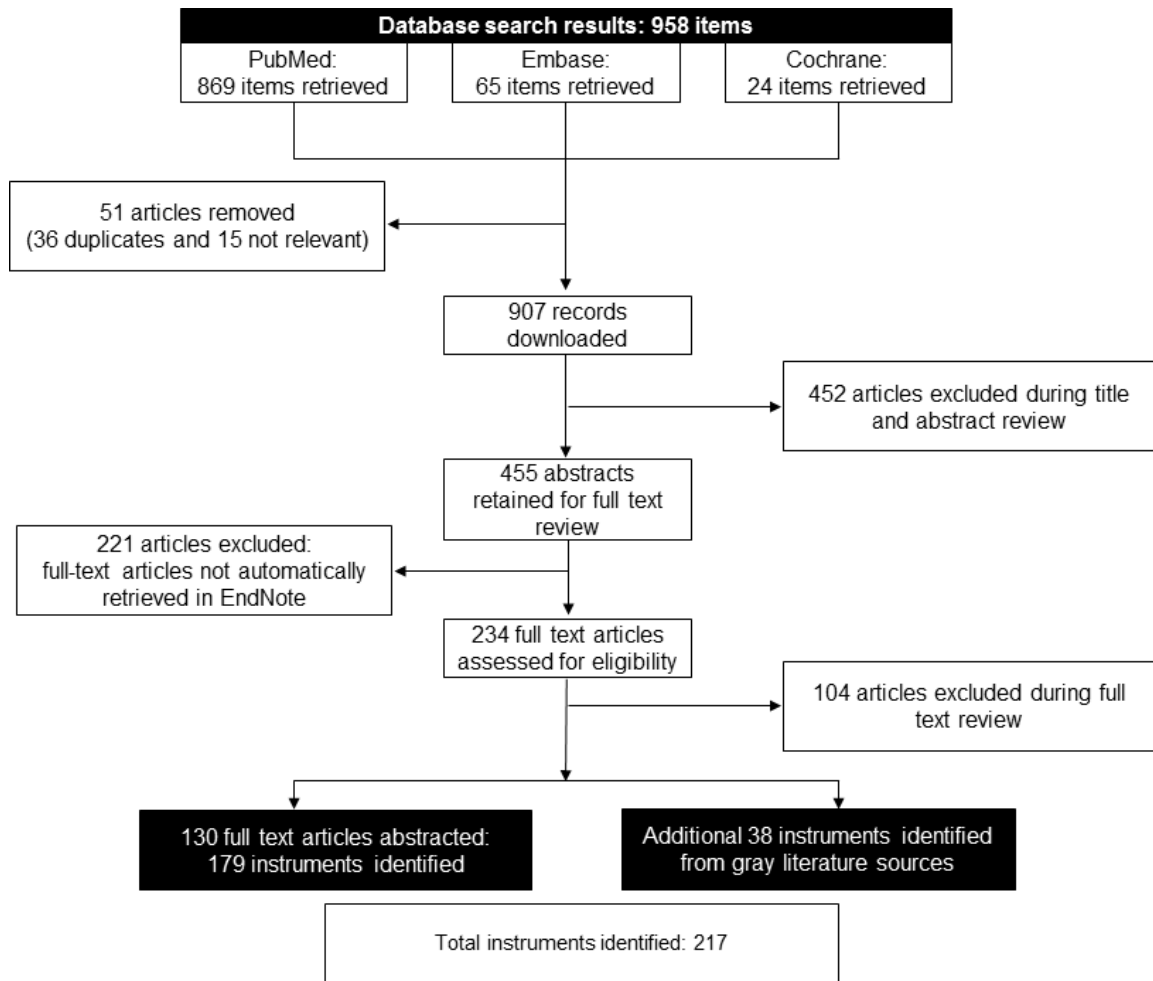 Database search results: 958 items
PubMed:
869 items retrieved
Embase:
65 items retrieved
Cochrane:
24 items retrieved
51 articles removed
(36 duplicates and 15 not relevant)
907 records
downloaded
452 articles excluded during title
and abstract review
455 abstracts
retained for full text
review
221 articles excluded:
full-text articles not automatically
retrieved in EndNote
234 full text articles
assessed for eligibility
104 articles excluded during full
text review
130 full text articles abstracted:
179 instruments identified
Additional 38 instruments identified
from gray literature sources
Total instruments identified: 217